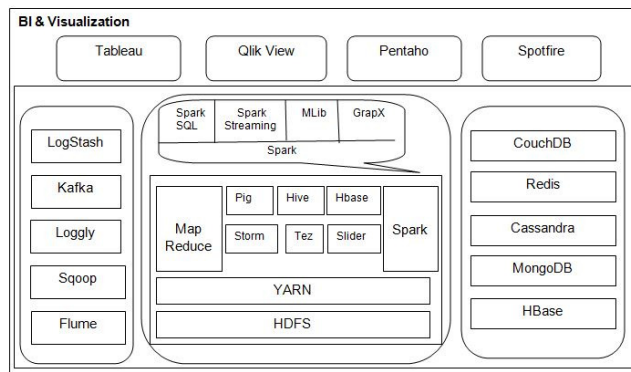 BI & Visualization
Tableau
Qlik View
Pentaho
Spotfire
LogStash
Kafka
Loggly
Sqoop
Flume
Spark
SQL
Spark
Streaming
MLib
GrapX
Spark
Map
Reduce
Pig
Hive
Hbase
Storm
Tez
Slider
Spark
YARN
HDFS
CouchDB
Redis
Cassandra
MongoDB
HBase